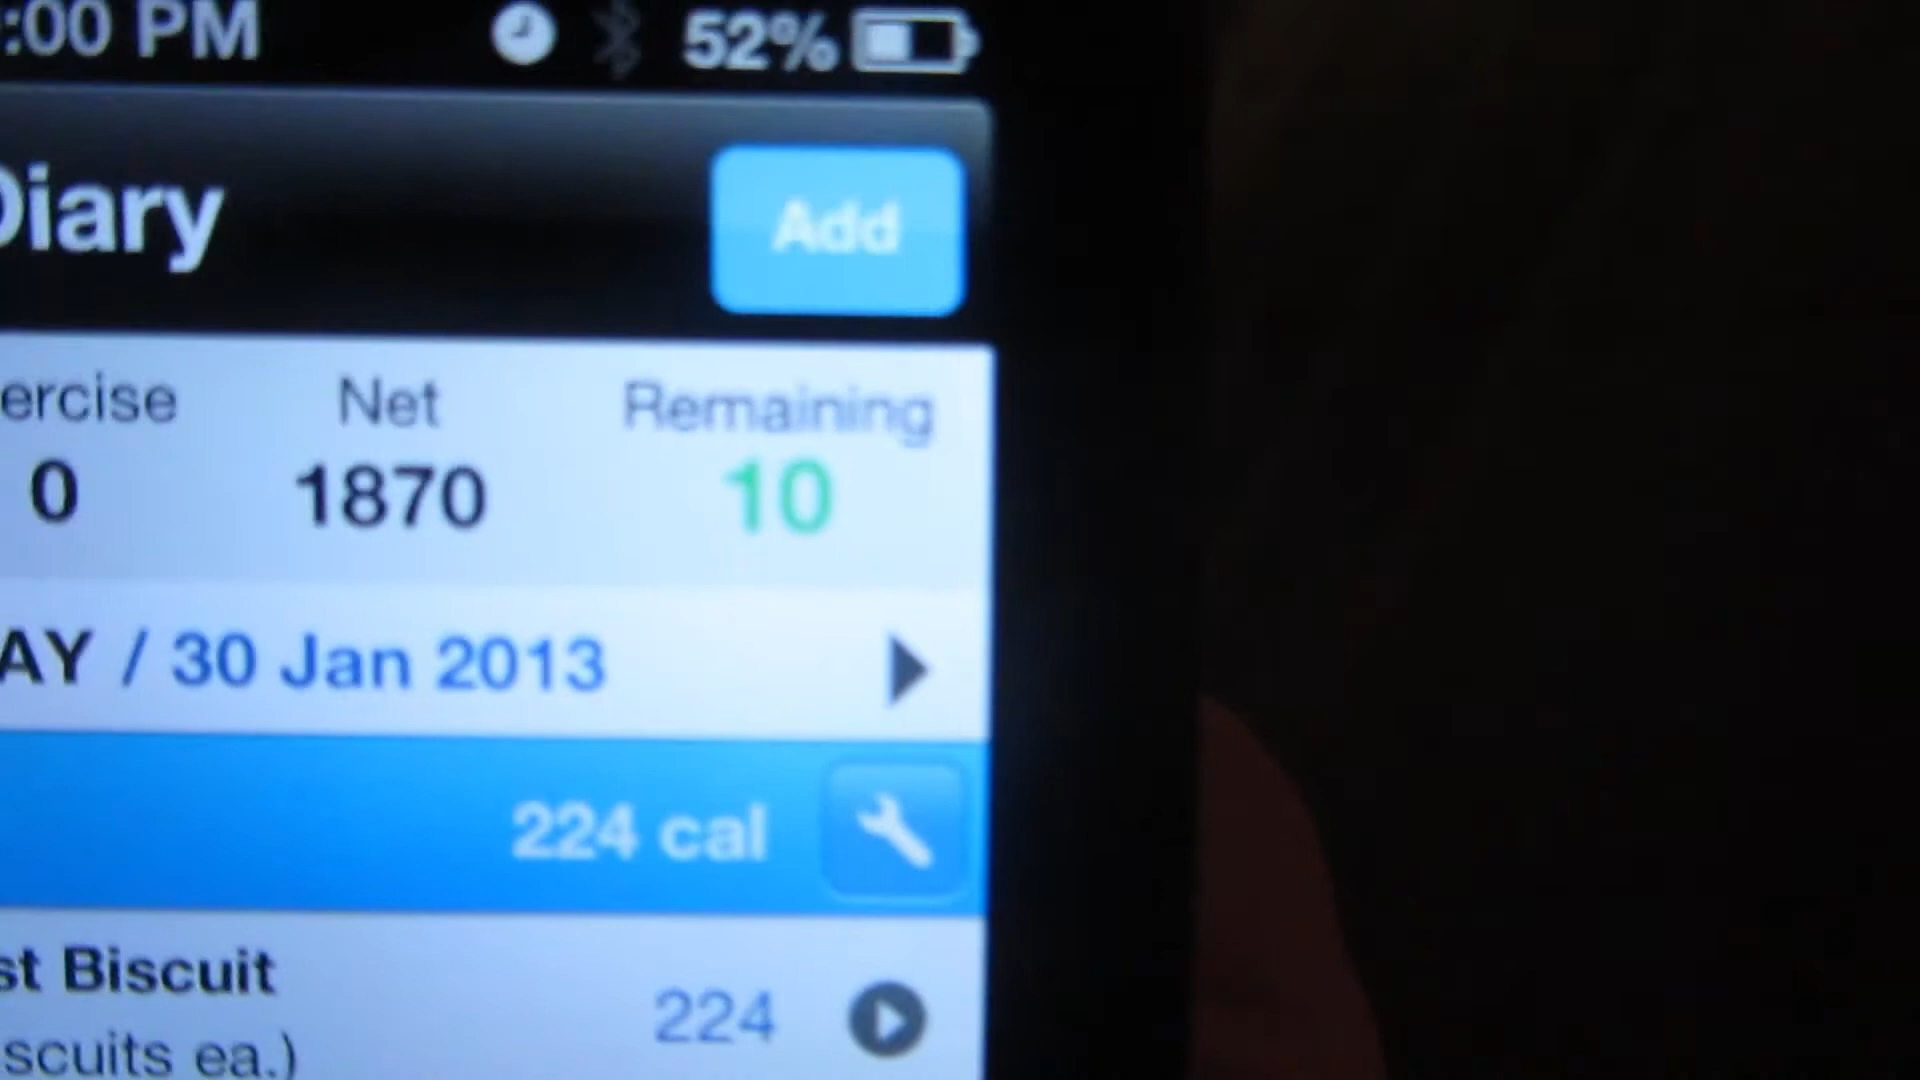 :00 PM 52%
Diary Add
ercise Net Remaining
0 1870 10
AY / 30 Jan 2013
224 cal
st Biscuit
224
scuits ea.)